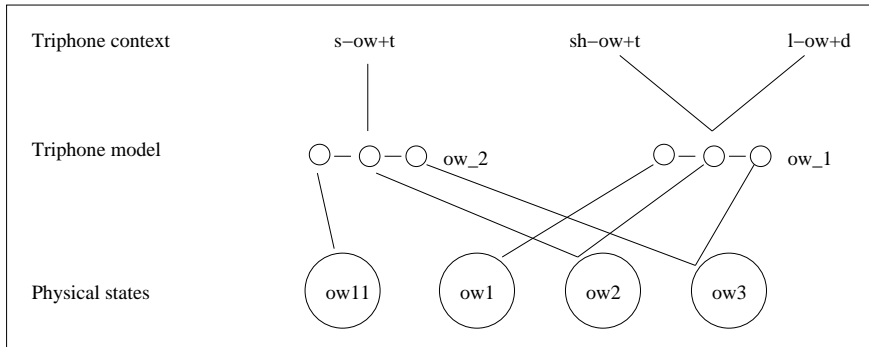 Triphone context s−ow+t sh−ow+t l−ow+d
Triphone model ow_2 ow_1
Physical states ow11 ow1 ow2 ow3